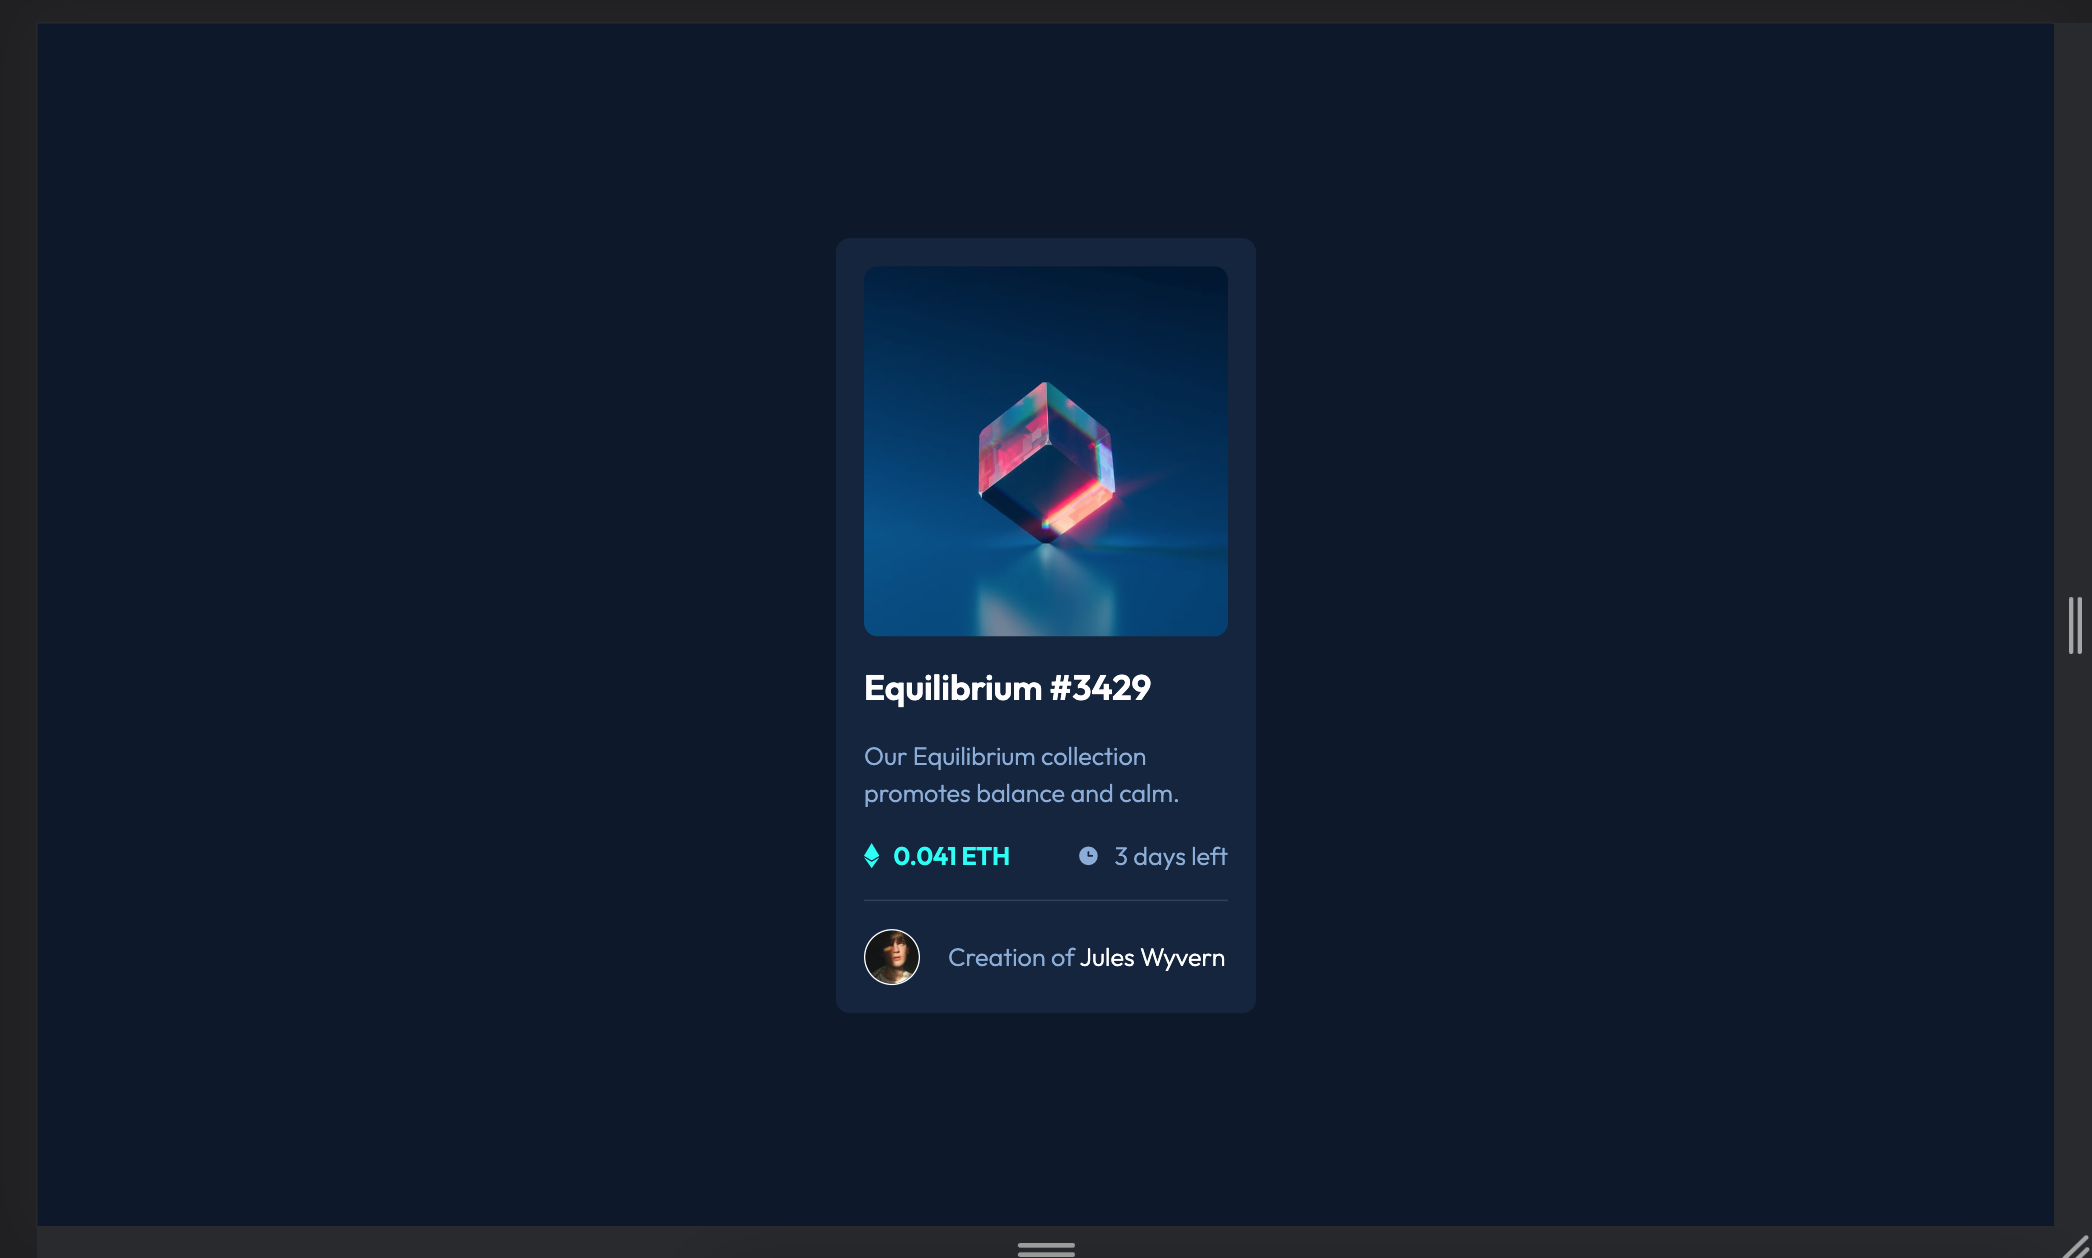 Equilibrium #3429
Our Equilibrium collection
promotes balance and calm.
0.041 ETH
3 days left
Creation of Jules Wyvern